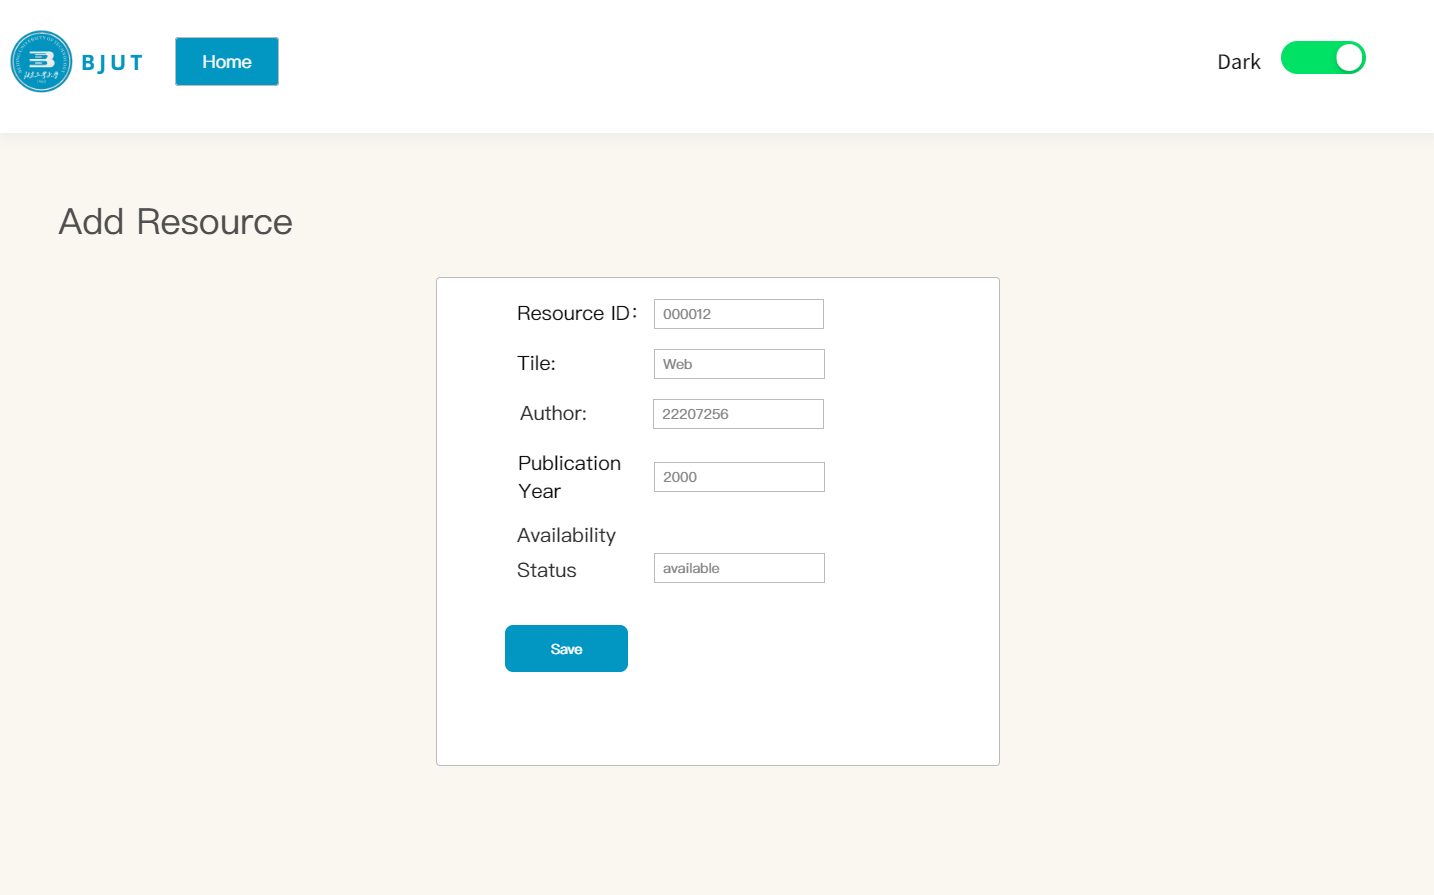 BJUT
Home
Dark
Add Resource
Resource ID:
000012
Tile:
Web
Author:
22207256
Publication
Year
2000
Availability
Status
available
Save